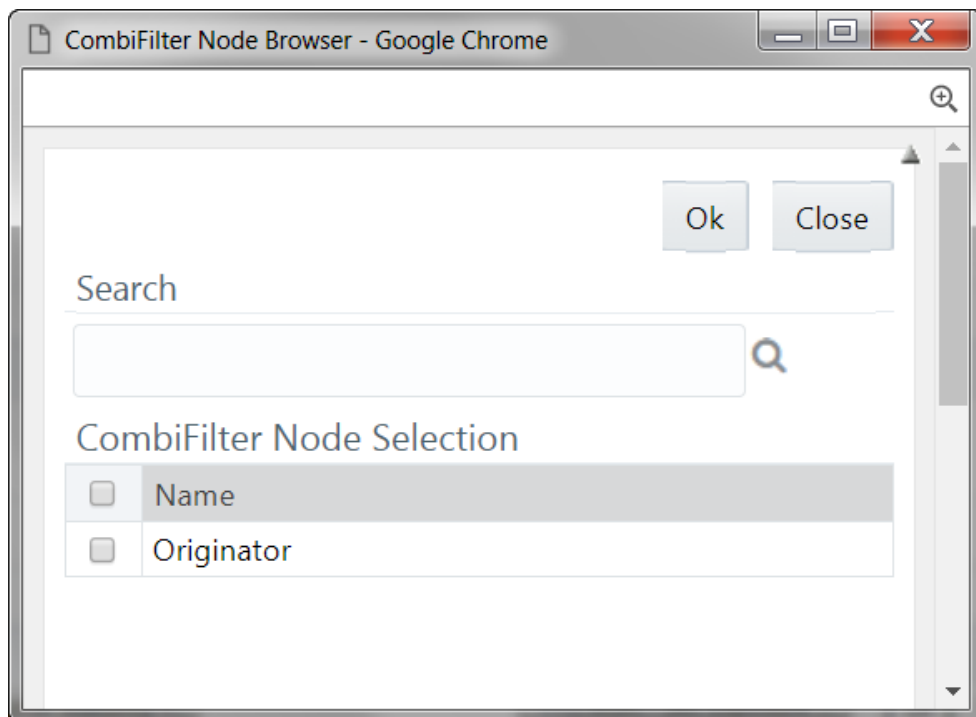 CombiFilter Node Browser - Google Chrome
Ok Close
Search
CombiFilter Node Selection
Name
Originator